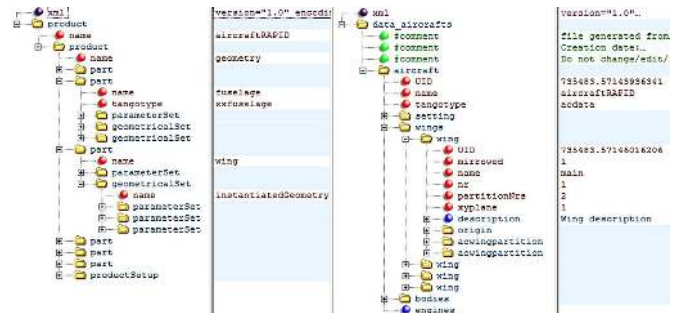 xml version="1.0" encodi
product
name aircraftRAPID
product
name geometry
part
part
name fuselage
tangotype xxfuselage
parameterSet
geometricalSet
geometricalSet
part
name wing
parameterSet
geometricalSet
name instantiatedGeometry
parameterSet
parameterSet
parameterSet
part
part
part
productSetup
xml version="1.0"…
data_aircrafts
#comment file generated from
#comment Creation date:…
#comment Do not change/edit/
aircraft
UID 735483.57143936341
name aircraftRAPID
tangotype acdata
setting
wings
wing
UID 735483.57146016206
mirrowed 1
name main
nr 1
partitionNrs 2
xyplane 1
description Wing description
origin
acwingpartition
acwingpartition
wing
wing
wing
bodies
engines